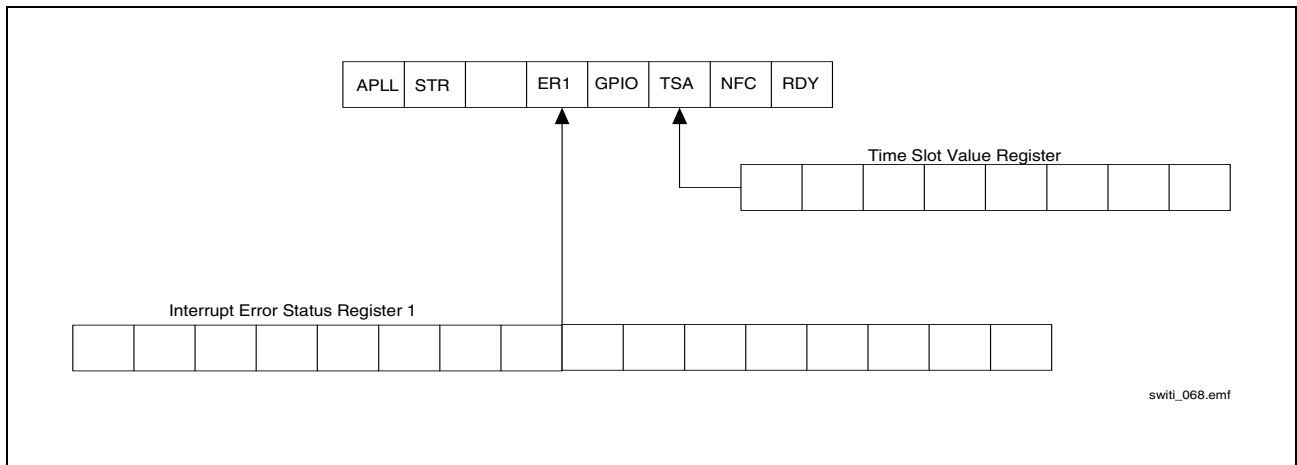 APLL STR ER1 GPIO TSA NFC RDY
Time Slot Value Register
Interrupt Error Status Register 1
switi_068.emf